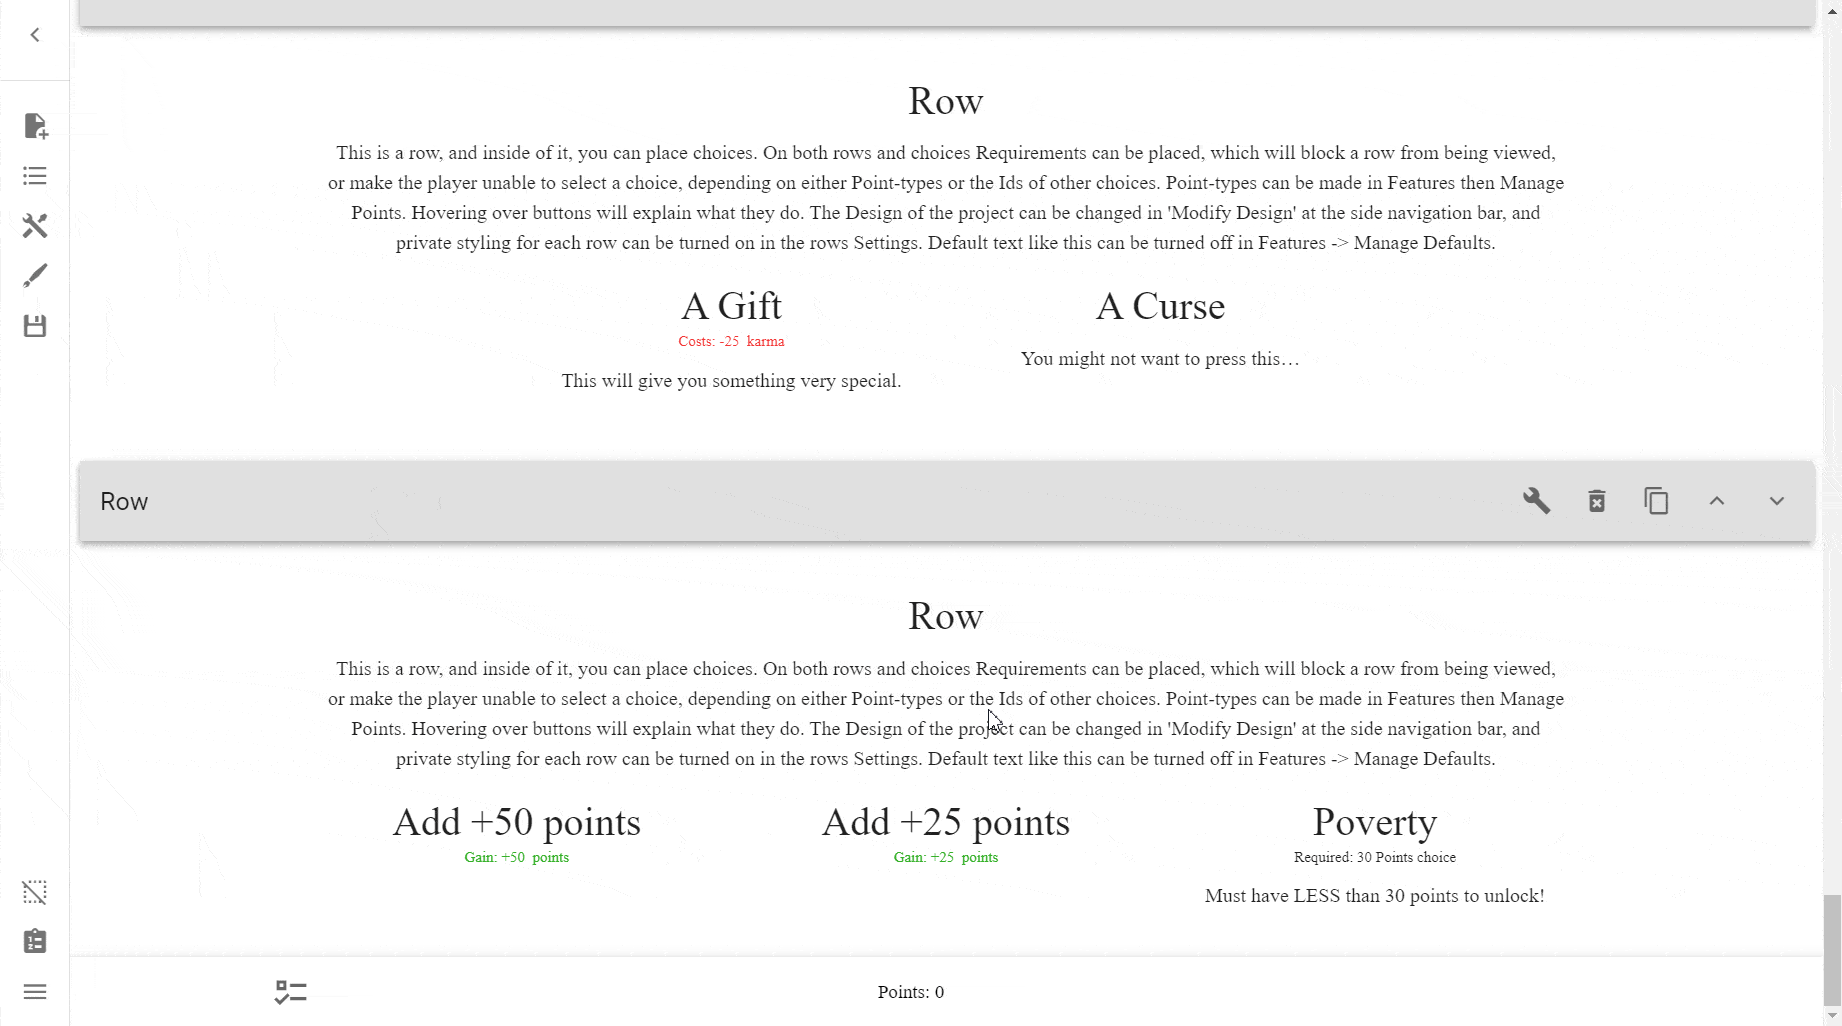 Row
This is a row, and inside of it, you can place choices. On both rows and choices Requirements can be placed, which will block a row from being viewed,
or make the player unable to select a choice, depending on either Point-types or the Ids of other choices. Point-types can be made in Features then Manage
Points. Hovering over buttons will explain what they do. The Design of the project can be changed in 'Modify Design' at the side navigation bar, and
private styling for each row can be turned on in the rows Settings. Default text like this can be turned off in Features -> Manage Defaults.
A Gift
Costs: -25 karma
This will give you something very special.
A Curse
You might not want to press this…
Row
Row
This is a row, and inside of it, you can place choices. On both rows and choices Requirements can be placed, which will block a row from being viewed,
or make the player unable to select a choice, depending on either Point-types or the Ids of other choices. Point-types can be made in Features then Manage
Points. Hovering over buttons will explain what they do. The Design of the project can be changed in 'Modify Design' at the side navigation bar, and
private styling for each row can be turned on in the rows Settings. Default text like this can be turned off in Features -> Manage Defaults.
Add +50 points
Gain: +50 points
Add +25 points
Gain: +25 points
Poverty
Required: 30 Points choice
Must have LESS than 30 points to unlock!
Points: 0